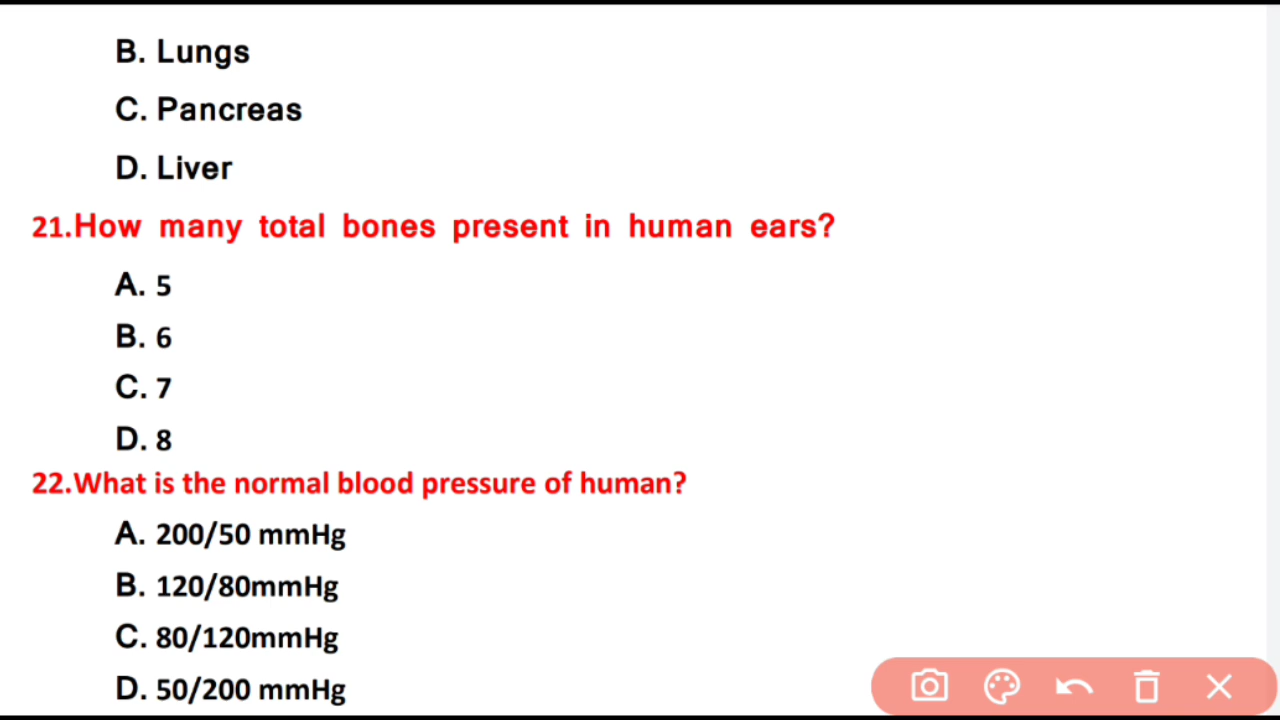 B. Lungs
C. Pancreas
D. Liver
21.How many total bones present in human ears?
A. 5
B. 6
C. 7
D. 8
22.What is the normal blood pressure of human?
A. 200/50 mmHg
B. 120/80mmHg
C. 80/120mmHg
D. 50/200 mmHg